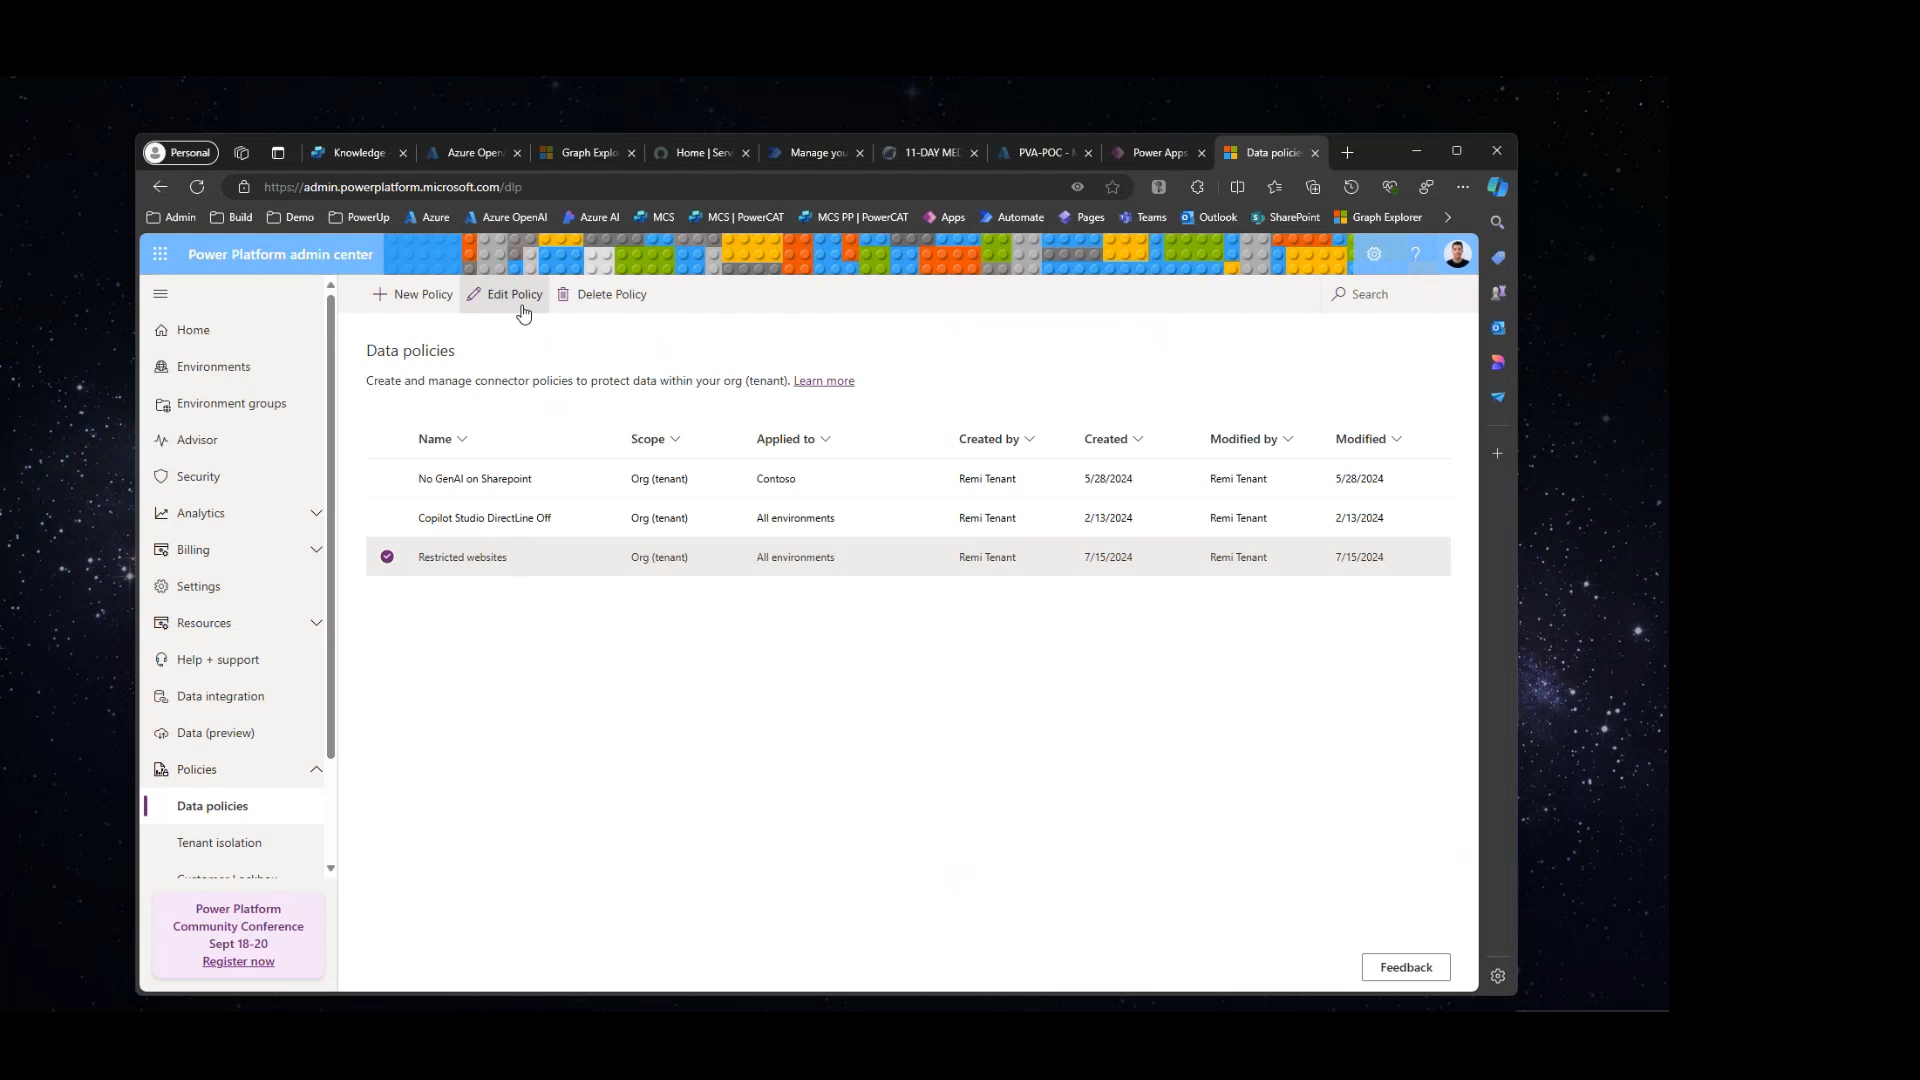 Personal
Knowledge
Azure Open
Graph Explo
Home | Serv
Manage you
11-DAY MED
PVA-POC -
Power Apps
Data policie
https://admin.powerplatform.microsoft.com/dlp
Admin
Build
Demo
PowerUp
Azure
Azure OpenAI
Azure AI
MCS
MCS | PowerCAT
MCS PP | PowerCAT
Apps
Automate
Pages
Teams
Outlook
SharePoint
Graph Explorer
Power Platform admin center
?
New Policy
Edit Policy
Delete Policy
Search
Home
Environments
Environment groups
Advisor
Security
Analytics
Billing
Settings
Resources
Help + support
Data integration
Data (preview)
Policies
Data policies
Tenant isolation
Power Platform
Community Conference
Sept 18-20
Register now
Data policies
Create and manage connector policies to protect data within your org (tenant). Learn more
Name Scope Applied to Created by Created Modified by Modified
No GenAI on Sharepoint Org (tenant) Contoso Remi Tenant 5/28/2024 Remi Tenant 5/28/2024
Copilot Studio DirectLine Off Org (tenant) All environments Remi Tenant 2/13/2024 Remi Tenant 2/13/2024
Restricted websites Org (tenant) All environments Remi Tenant 7/15/2024 Remi Tenant 7/15/2024
Feedback